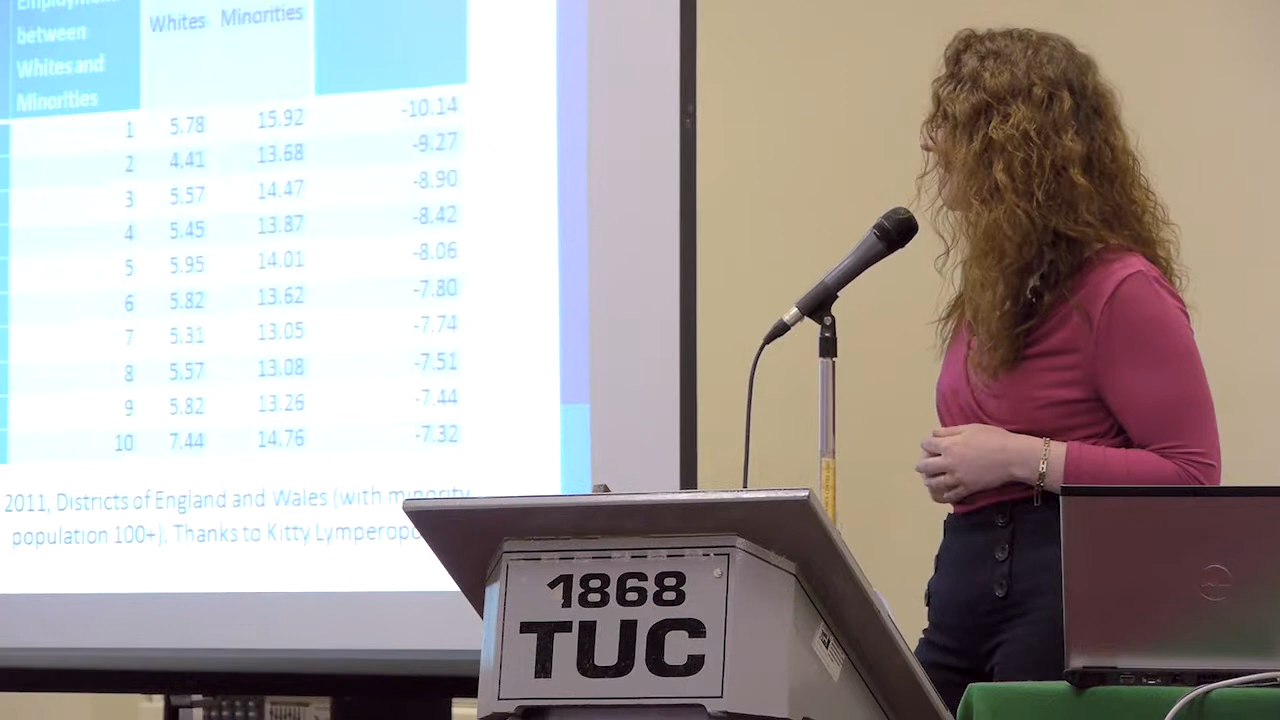 Employment
between
Whites and
Minorities
Whites Minorities
1 5.78 15.92 -10.14
2 4.41 13.68 -9.27
3 5.57 14.47 -8.90
4 5.45 13.87 -8.42
5 5.95 14.01 -8.06
6 5.82 13.62 -7.80
7 5.31 13.05 -7.74
8 5.57 13.08 -7.51
9 5.82 13.26 -7.44
10 7.44 14.76 -7.32
2011, Districts of England and Wales (with minority
population 100+), Thanks to Kitty Lymperopo
1868
TUC